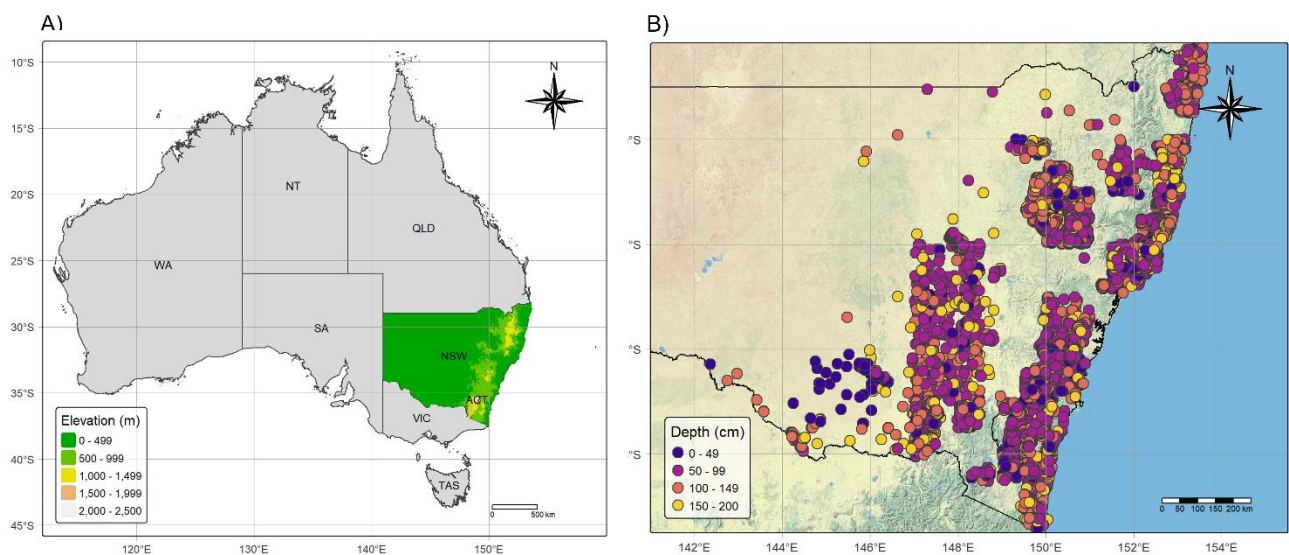 A)
B)
N
10°S
15°S
20°S
25°S
30°S
35°S
40°S
45°S
NT
QLD
WA
SA
NSW
ACT
VIC
TAS
Elevation (m)
0 - 499
500 - 999
1,000 - 1,499
1,500 - 1,999
2,000 - 2,500
0 500 km
120°E 130°E 140°E 150°E
N
°S
°S
°S
°S
Depth (cm)
0 - 49
50 - 99
100 - 149
150 - 200
0 50 100 150 200 km
142°E 144°E 146°E 148°E 150°E 152°E 154°E